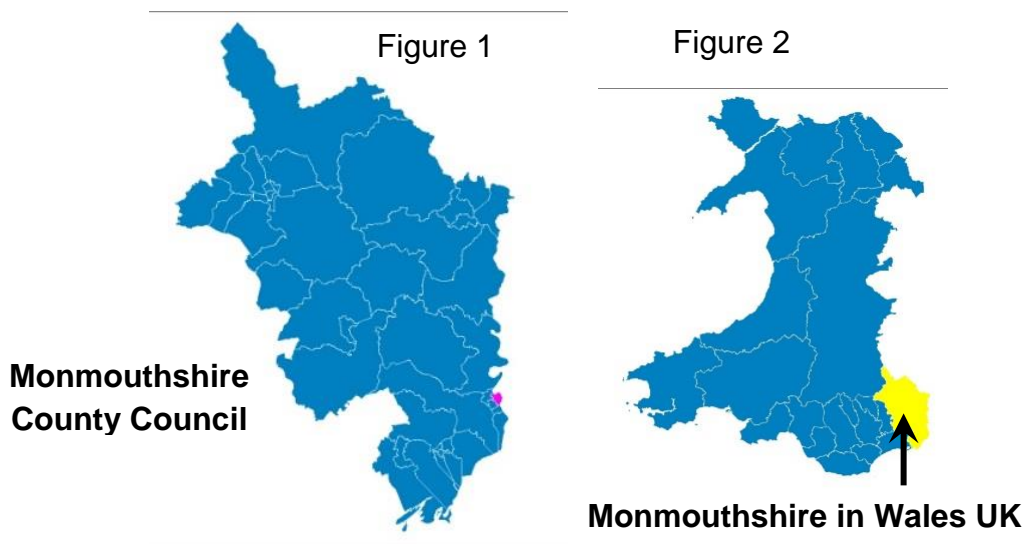 Figure 1
Figure 2
Monmouthshire
County Council
Monmouthshire in Wales UK